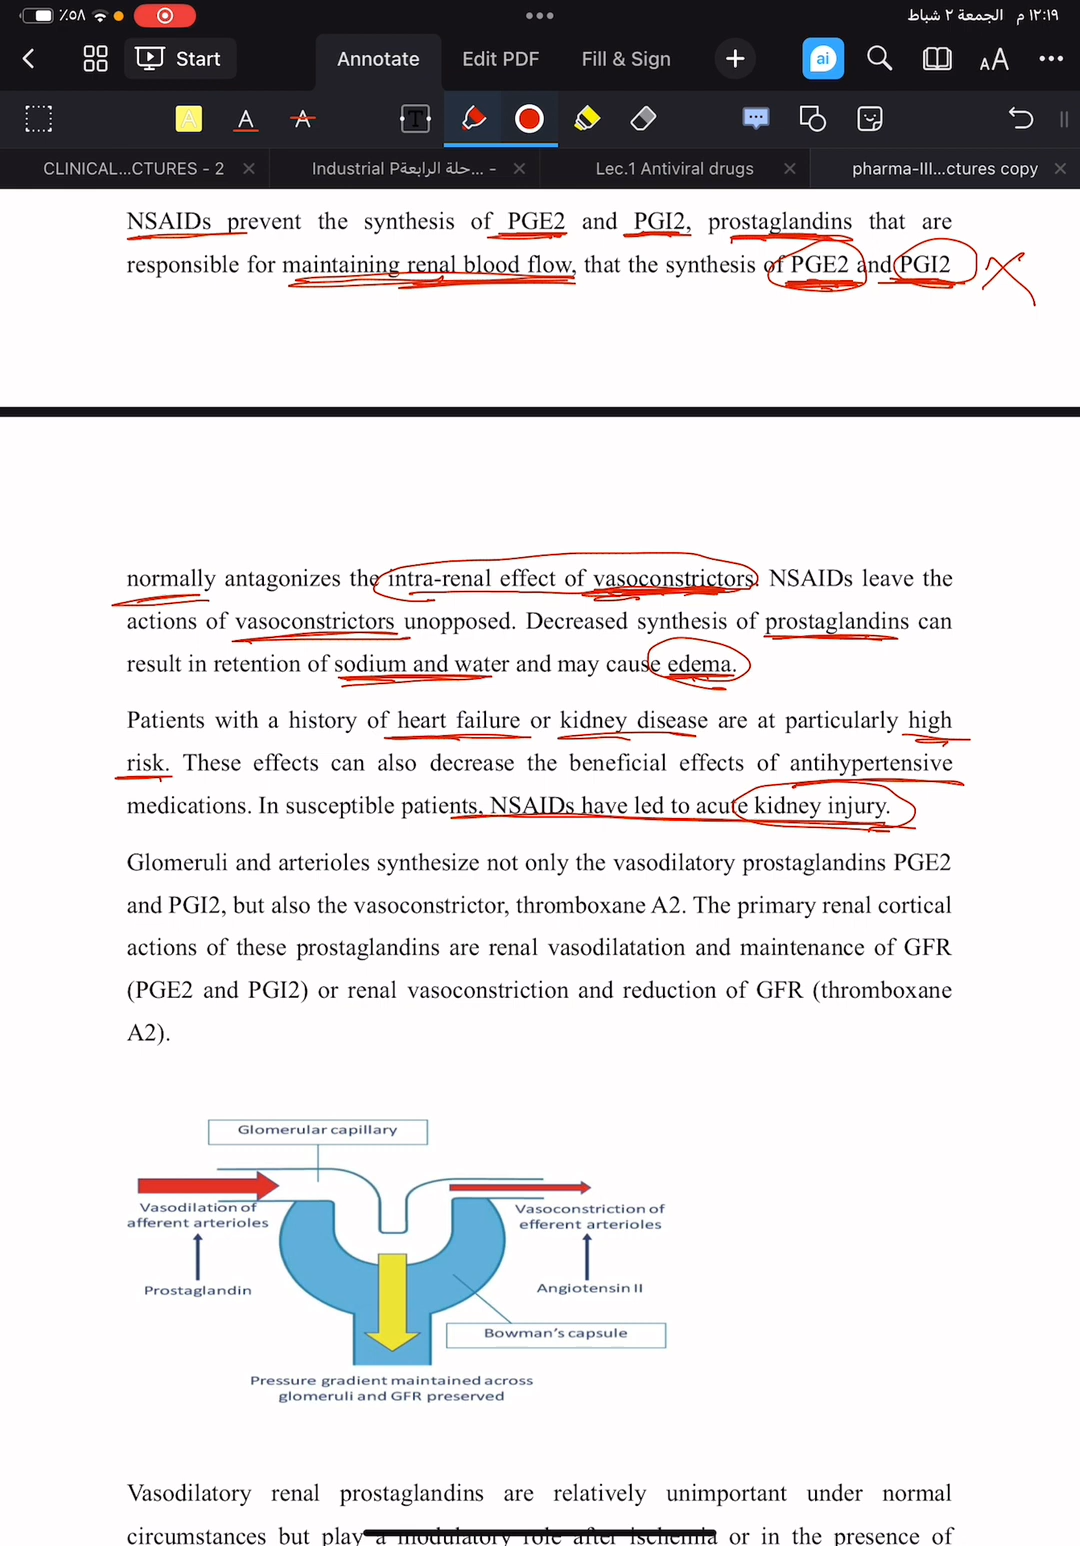 ٪٥٨
١٢:١٩ م الجمعة ٢ شباط
Start
Annotate
Edit PDF
Fill & Sign
ai
AA
A
A
A
T
CLINICAL...CTURES - 2
Industrial Pحلة الرابعة... -
Lec.1 Antiviral drugs
pharma-III...ctures copy
NSAIDs prevent the synthesis of PGE2 and PGI2, prostaglandins that are
responsible for maintaining renal blood flow, that the synthesis of PGE2 and PGI2
normally antagonizes the intra-renal effect of vasoconstrictors. NSAIDs leave the
actions of vasoconstrictors unopposed. Decreased synthesis of prostaglandins can
result in retention of sodium and water and may cause edema.
Patients with a history of heart failure or kidney disease are at particularly high
risk. These effects can also decrease the beneficial effects of antihypertensive
medications. In susceptible patients, NSAIDs have led to acute kidney injury.
Glomeruli and arterioles synthesize not only the vasodilatory prostaglandins PGE2
and PGI2, but also the vasoconstrictor, thromboxane A2. The primary renal cortical
actions of these prostaglandins are renal vasodilatation and maintenance of GFR
(PGE2 and PGI2) or renal vasoconstriction and reduction of GFR (thromboxane
A2).
Glomerular capillary
Vasodilation of
afferent arterioles
Prostaglandin
Vasoconstriction of
efferent arterioles
Angiotensin II
Bowman's capsule
Pressure gradient maintained across
glomeruli and GFR preserved
Vasodilatory renal prostaglandins are relatively unimportant under normal
circumstances but play a modulatory role after ischemia or in the presence of